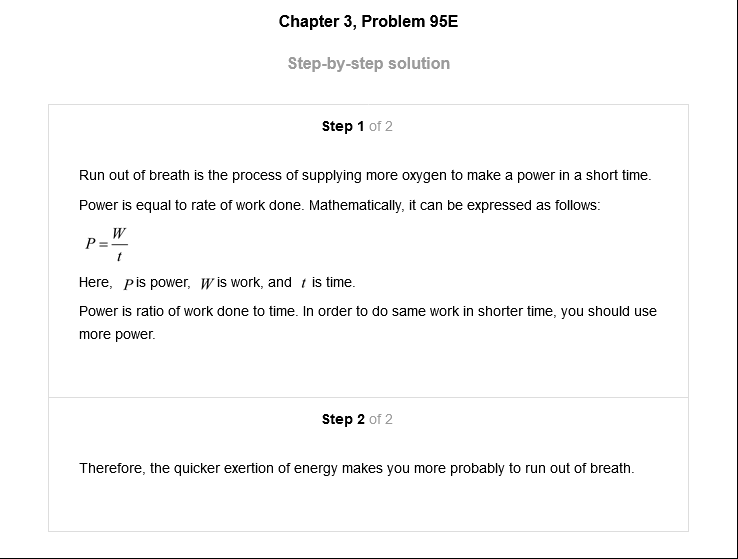 Chapter 3, Problem 95E
Step-by-step solution
Step 1 of 2
Run out of breath is the process of supplying more oxygen to make a power in a short time.
Power is equal to rate of work done. Mathematically, it can be expressed as follows:
P = W/t
Here, P is power, W is work, and t is time.
Power is ratio of work done to time. In order to do same work in shorter time, you should use
more power.
Step 2 of 2
Therefore, the quicker exertion of energy makes you more probably to run out of breath.